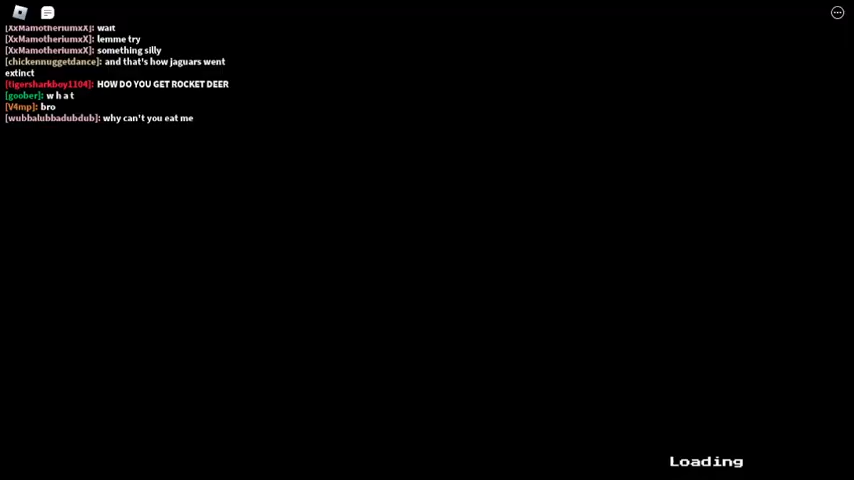 [XxMamotheriumxX]: wait
[XxMamotheriumxX]: lemme try
[XxMamotheriumxX]: something silly
[chickennuggetdance]: and that's how jaguars went
extinct
[tigersharkboy1104]: HOW DO YOU GET ROCKET DEER
[goober]: w h a t
[V4mp]: bro
[wubbalubbadubdub]: why can't you eat me
Loading